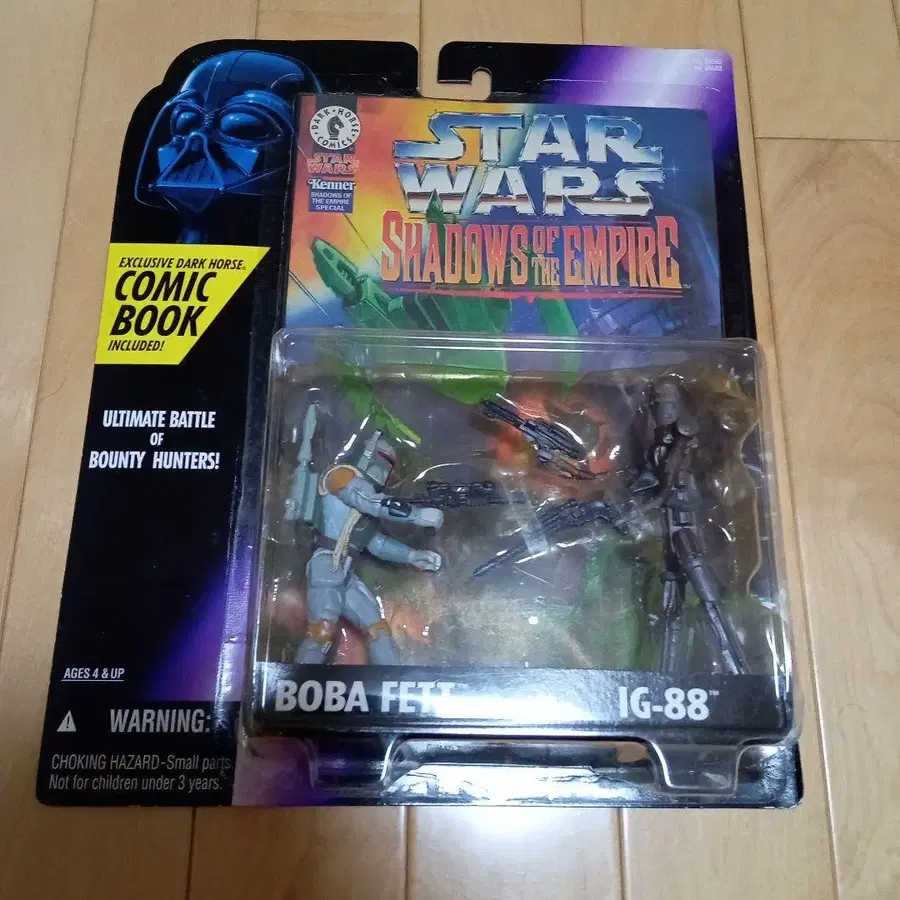 DARK HORSE COMICS
STAR
WARS
Kenner
SHADOWS OF
THE EMPIRE
SPECIAL
STAR
WARS
SHADOWS OF THE EMPIRE™
EXCLUSIVE DARK HORSE®
COMIC
BOOK
INCLUDED!
ULTIMATE BATTLE
OF
BOUNTY HUNTERS!
BOBA FETT
IG-88™
AGES 4 & UP
WARNING:
CHOKING HAZARD-Small parts.
Not for children under 3 years.